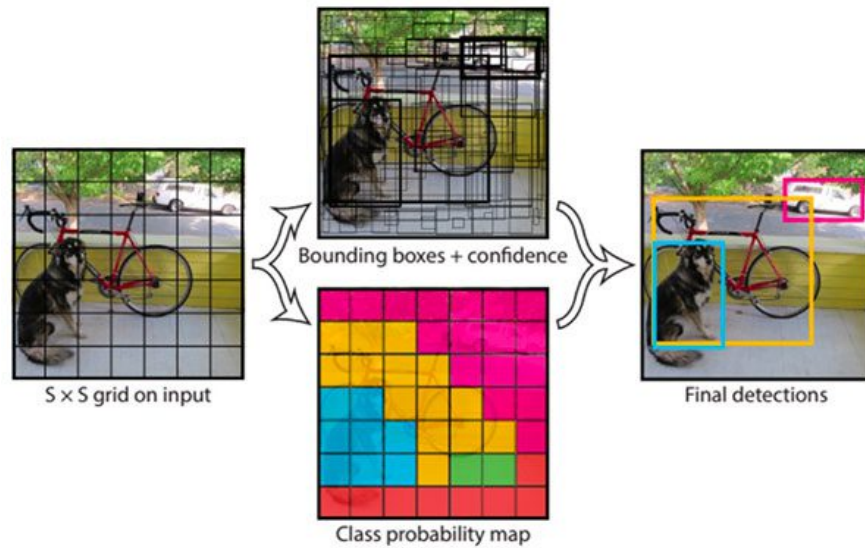 S × S grid on input
Bounding boxes + confidence
Class probability map
Final detections